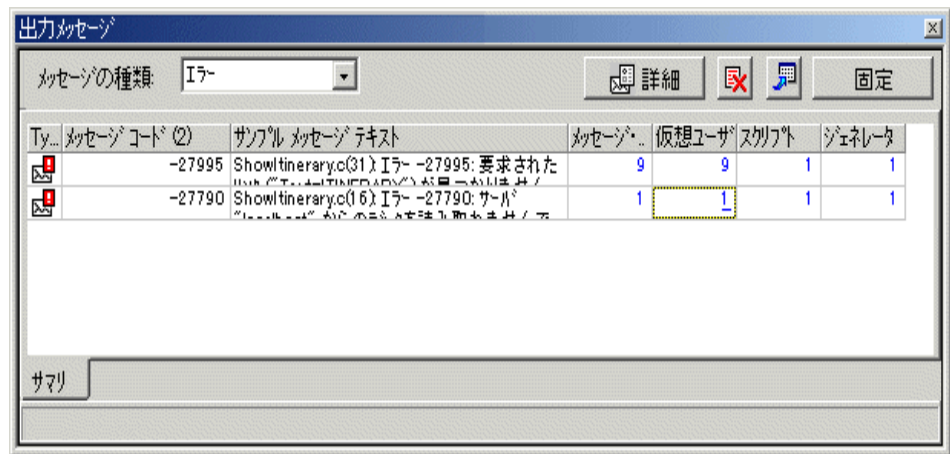 出力メッセージ
メッセージの種類:
エラー
詳細
固定
Ty...
メッセージ コード (2)
サンプル メッセージ テキスト
メッセージ・..
仮想ユーザ
スクリプト
ジェネレータ
-27995
ShowItinerary.c(31): エラー -27995: 要求された
9
9
1
1
-27790
ShowItinerary.c(16): エラー -27790: サーバ
1
1
1
1
サマリ